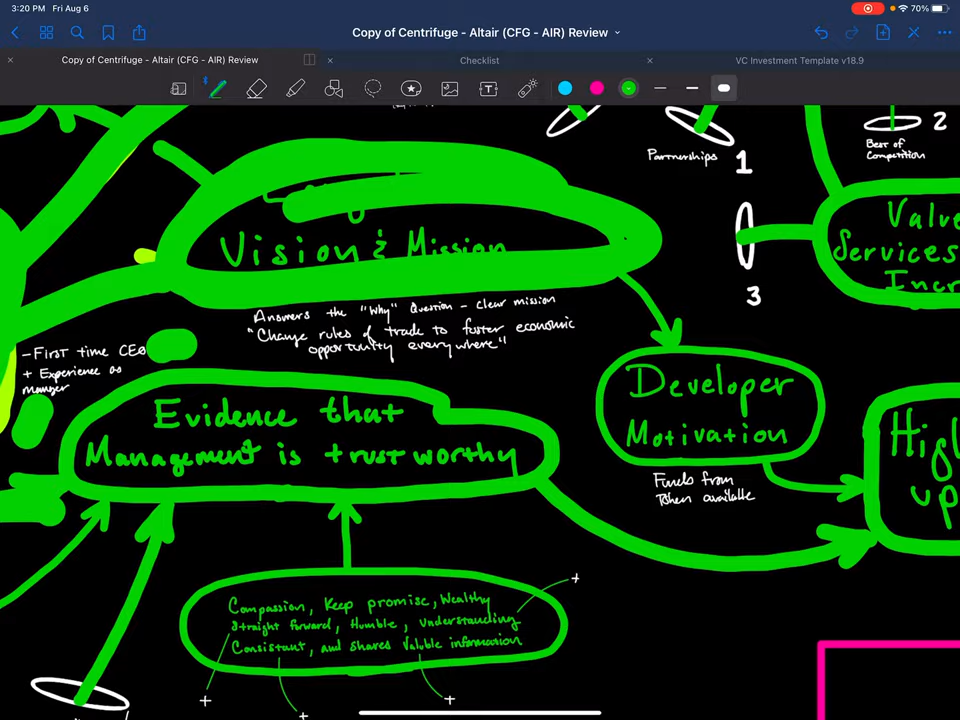 3:20 PM Fri Aug 6
70%
Copy of Centrifuge - Altair (CFG - AIR) Review
Copy of Centrifuge - Altair (CFG - AIR) Review
Checklist
VC Investment Template v18.9
Partnerships
1
2
Best of
Competition
Vision & Mission
Value
Services
Incr
3
Answers the "Why" Question - clear mission
"Change rules of trade to foster economic
opportunity everywhere"
- First time CEO
+ Experience as
manager
Evidence that
Management is trustworthy
Developer
Motivation
Funds from
Token available
High
up
+
Compassion, Keep promise, Wealthy
Straight forward, Humble, understanding
Consistant, and shares Valuble information
+
+
+